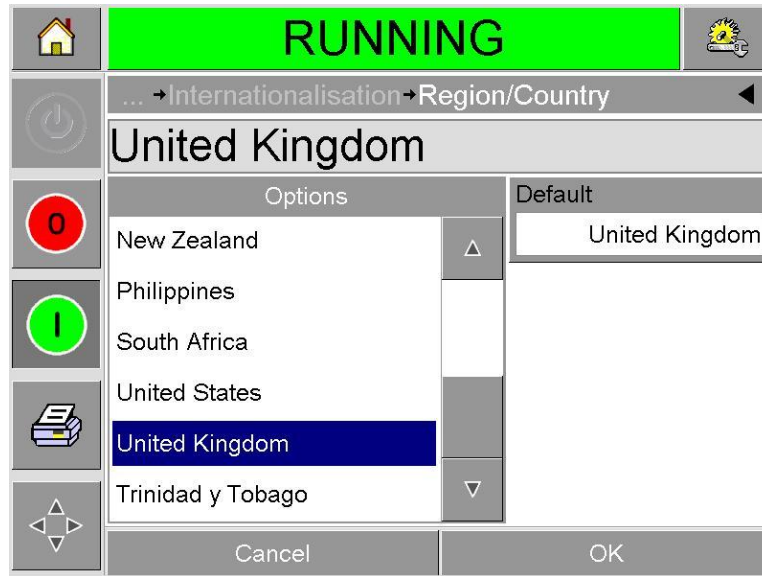 RUNNING
... →Internationalisation→Region/Country
United Kingdom
Options
Default
United Kingdom
New Zealand
Philippines
South Africa
United States
United Kingdom
Trinidad y Tobago
Cancel
OK
0
I